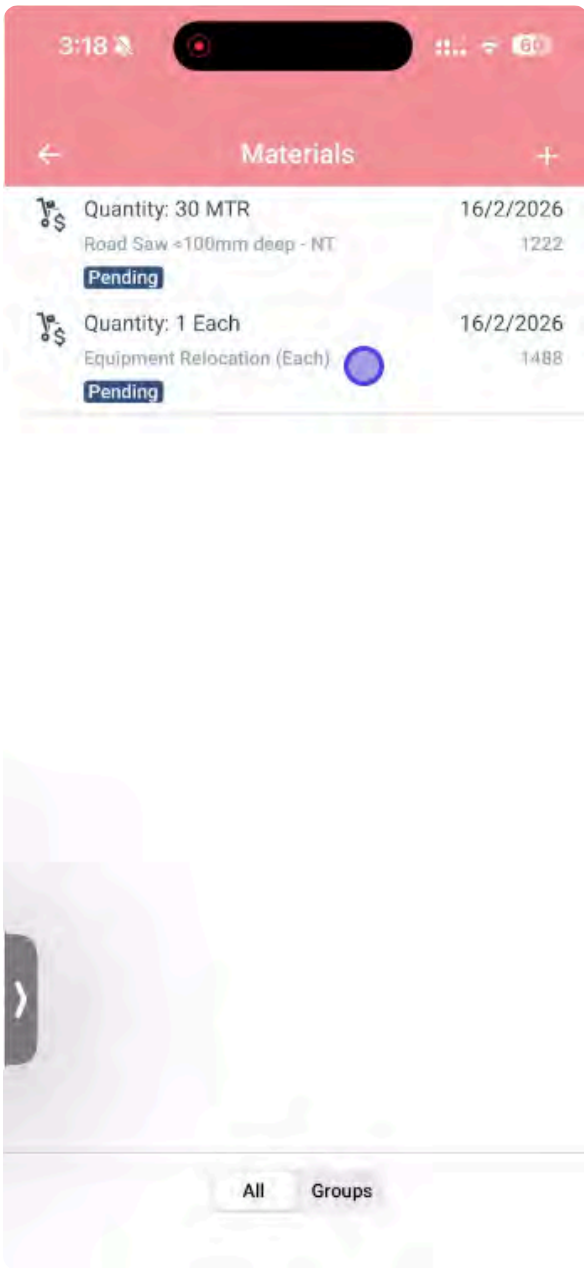 3:18
60
Materials
Quantity: 30 MTR 16/2/2026
Road Saw <100mm deep - NT 1222
Pending
Quantity: 1 Each 16/2/2026
Equipment Relocation (Each) 1488
Pending
All Groups